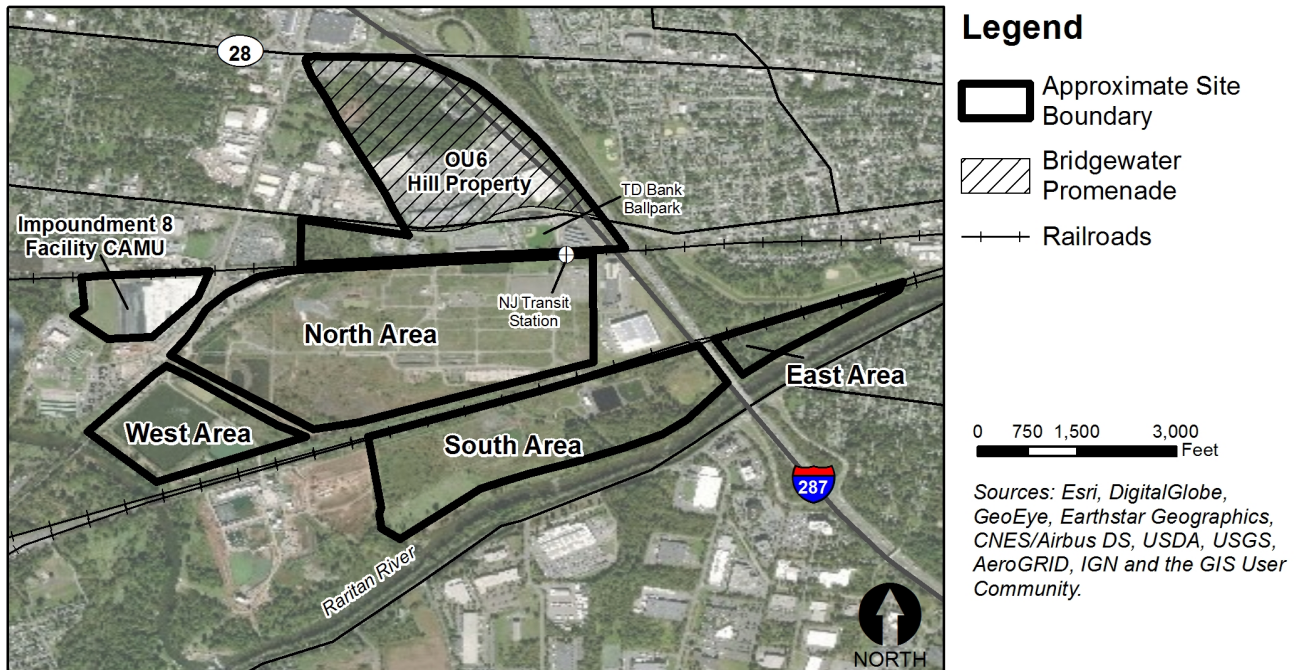 28
OU6
Hill Property
TD Bank
Ballpark
Impoundment 8
Facility CAMU
NJ Transit
Station
North Area
East Area
West Area
South Area
287
Raritan River
NORTH
Legend
Approximate Site
Boundary
Bridgewater
Promenade
Railroads
0 750 1,500 3,000
Feet
Sources: Esri, DigitalGlobe,
GeoEye, Earthstar Geographics,
CNES/Airbus DS, USDA, USGS,
AeroGRID, IGN and the GIS User
Community.